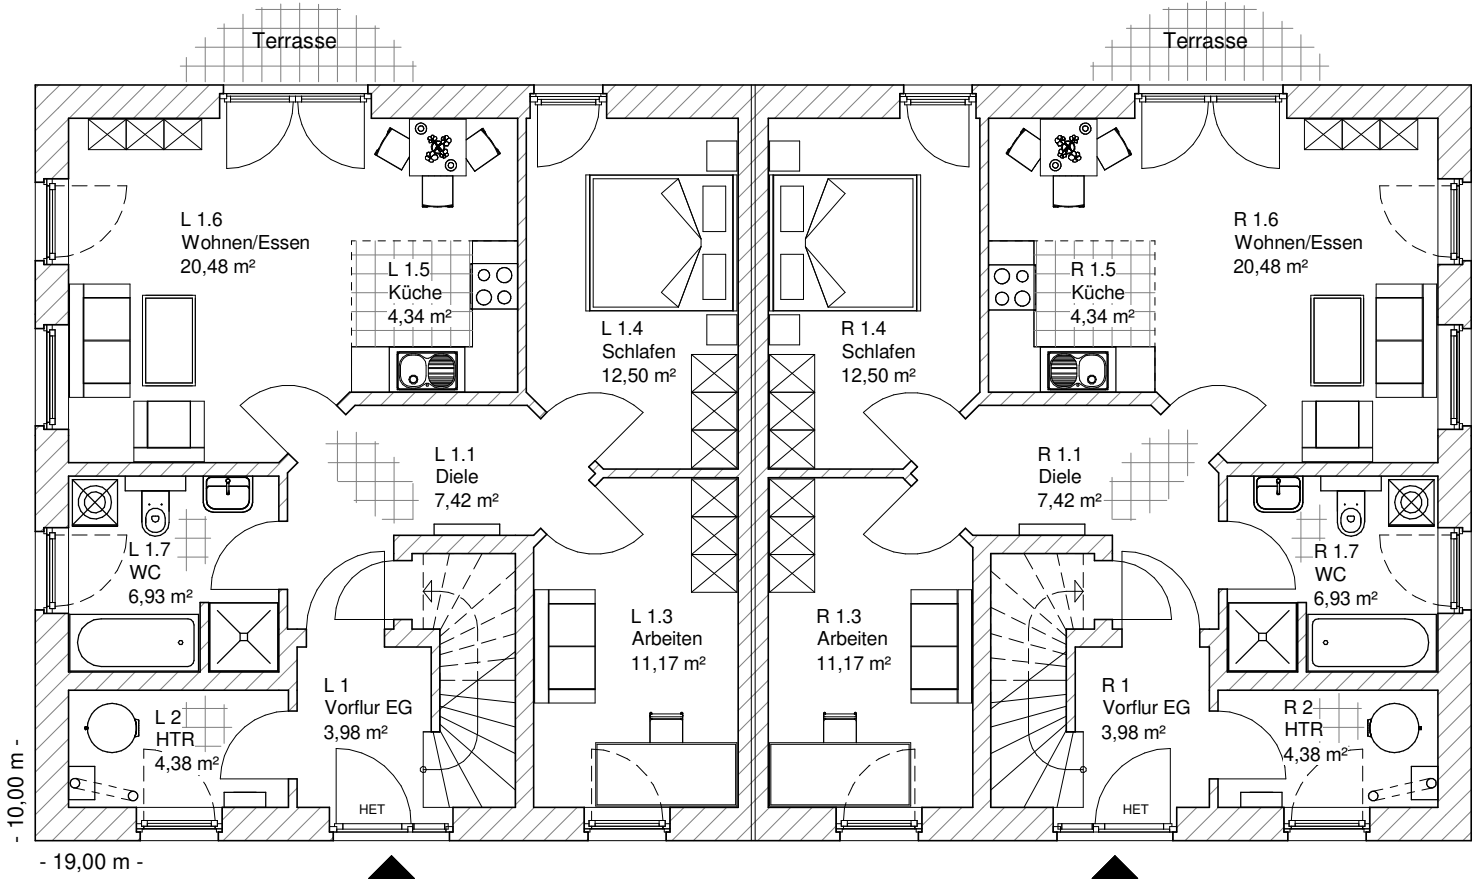 Terrasse
Terrasse
L 1.6
Wohnen/Essen
20,48 m²
L 1.5
Küche
4,34 m²
L 1.4
Schlafen
12,50 m²
R 1.4
Schlafen
12,50 m²
R 1.5
Küche
4,34 m²
R 1.6
Wohnen/Essen
20,48 m²
L 1.1
Diele
7,42 m²
R 1.1
Diele
7,42 m²
L 1.7
WC
6,93 m²
R 1.7
WC
6,93 m²
L 1.3
Arbeiten
11,17 m²
R 1.3
Arbeiten
11,17 m²
L 2
HTR
4,38 m²
L 1
Vorflur EG
3,98 m²
R 1
Vorflur EG
3,98 m²
R 2
HTR
4,38 m²
HET
HET
- 10,00 m -
- 19,00 m -